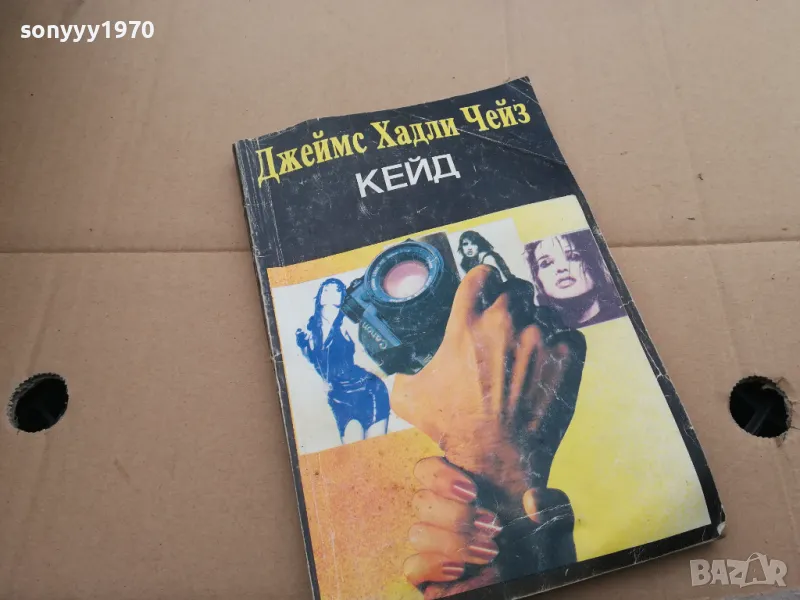 sonyyy1970
Джеймс Хадли Чейз
КЕЙД
Canon
BAZAR